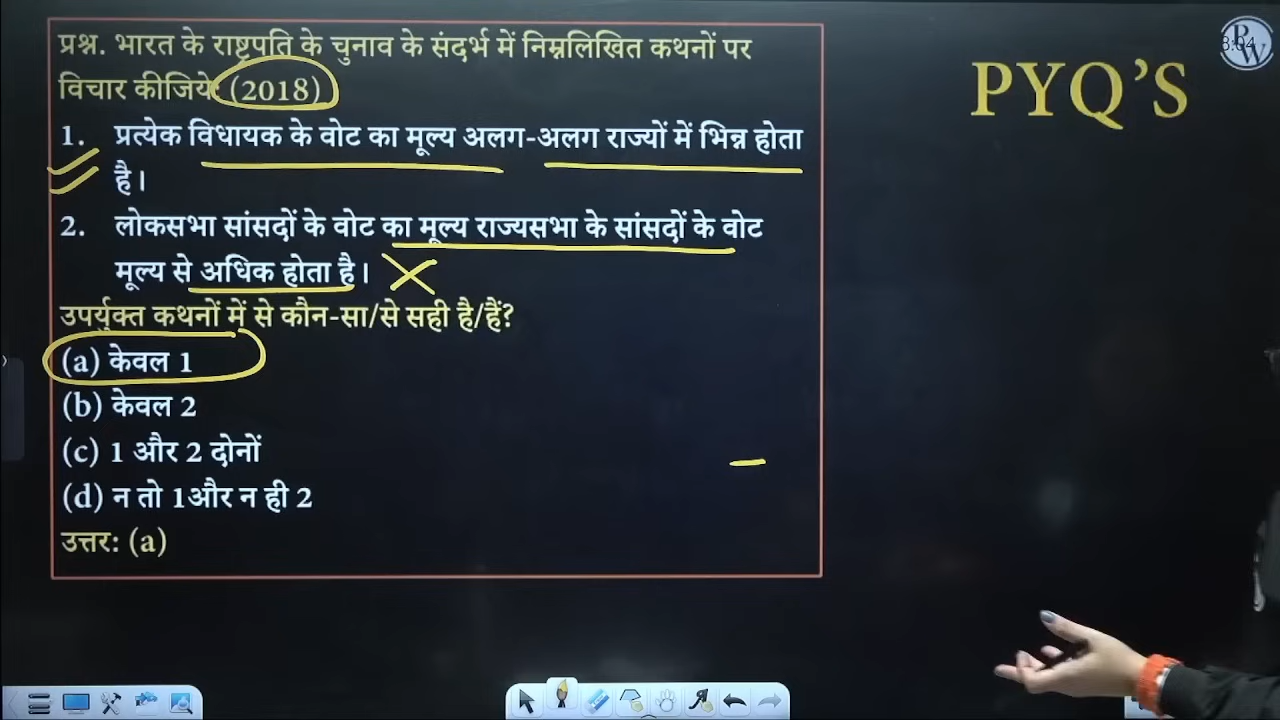 प्रश्न. भारत के राष्ट्रपति के चुनाव के संदर्भ में निम्नलिखित कथनों पर
विचार कीजिये: (2018)
1. प्रत्येक विधायक के वोट का मूल्य अलग-अलग राज्यों में भिन्न होता
है।
2. लोकसभा सांसदों के वोट का मूल्य राज्यसभा के सांसदों के वोट
मूल्य से अधिक होता है।
उपर्युक्त कथनों में से कौन-सा/से सही है/हैं?
(a) केवल 1
(b) केवल 2
(c) 1 और 2 दोनों
(d) न तो 1और न ही 2
उत्तर: (a)
PYQ'S
PW